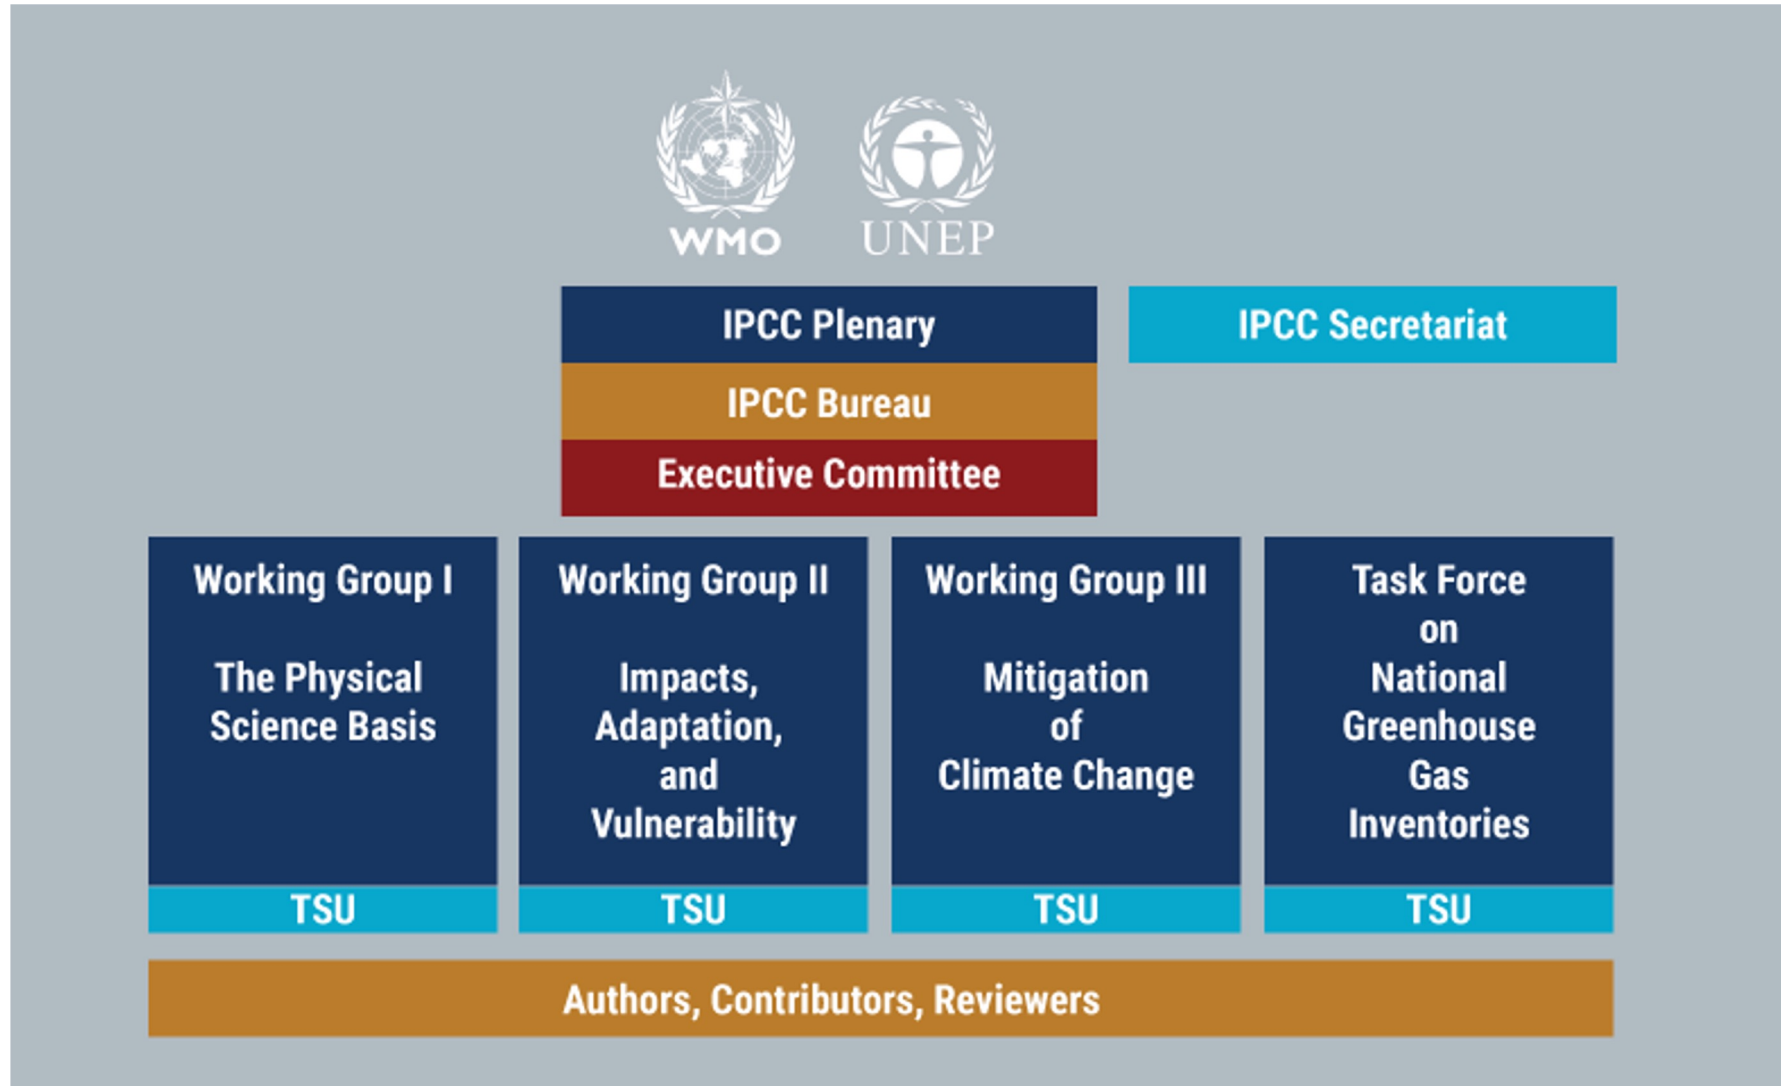 WMO
UNEP
IPCC Plenary
IPCC Secretariat
IPCC Bureau
Executive Committee
Working Group I
The Physical
Science Basis
TSU
Working Group II
Impacts,
Adaptation,
and
Vulnerability
TSU
Working Group III
Mitigation
of
Climate Change
TSU
Task Force
on
National
Greenhouse
Gas
Inventories
TSU
Authors, Contributors, Reviewers